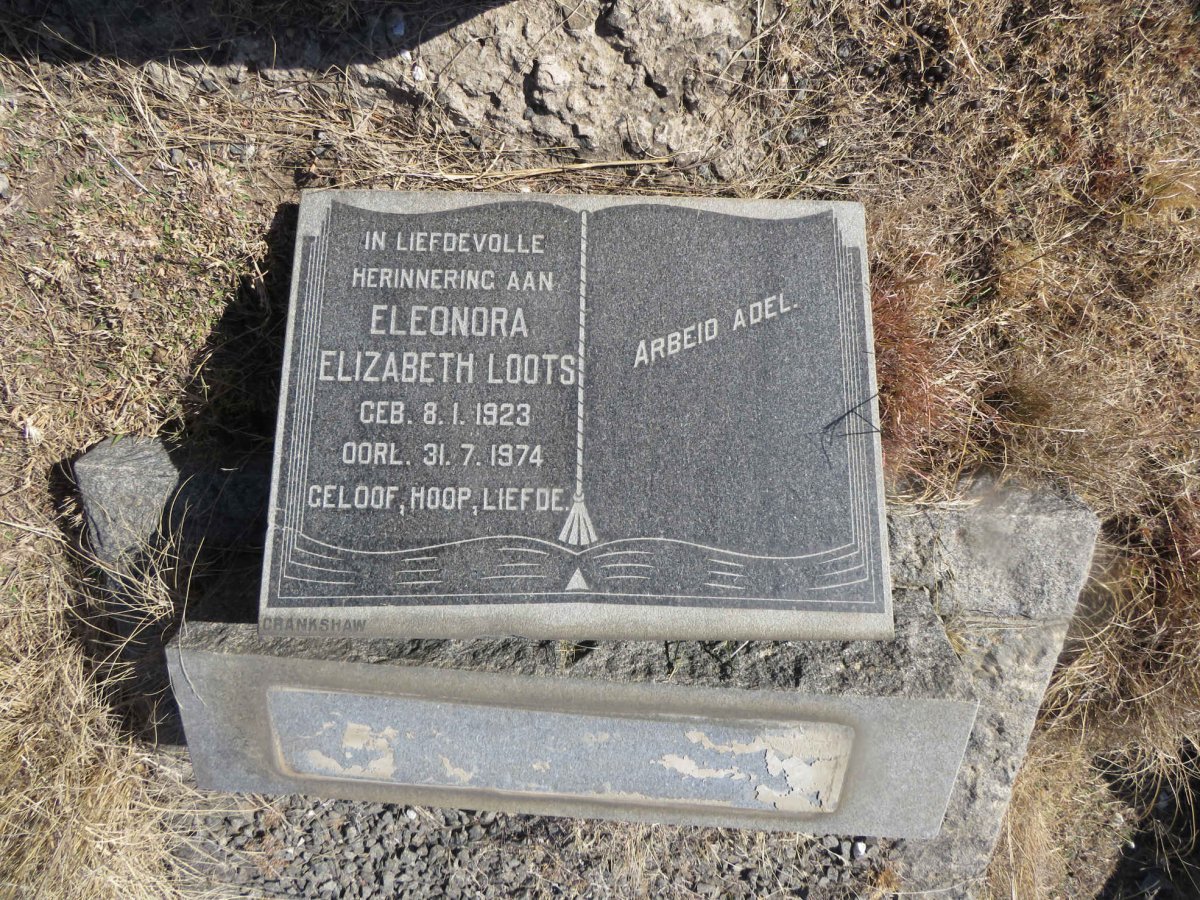 IN LIEFDEVOLLE
HERINNERING AAN
ELEONORA
ELIZABETH LOOTS
GEB. 8. 1. 1923
OORL. 31. 7. 1974
GELOOF, HOOP, LIEFDE.
ARBEID ADEL.
CRANKSHAW